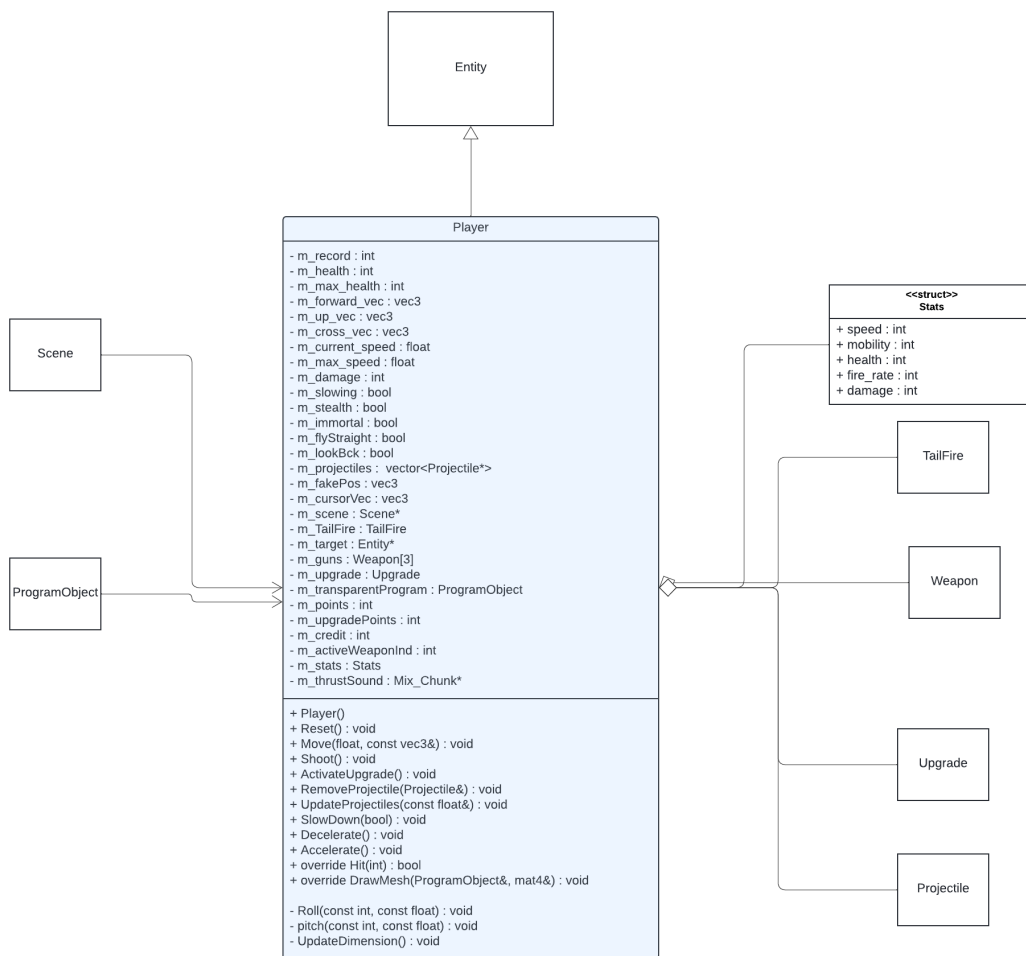 Entity
Player
- m_record : int
- m_health : int
- m_max_health : int
- m_forward_vec : vec3
- m_up_vec : vec3
- m_cross_vec : vec3
- m_current_speed : float
- m_max_speed : float
- m_damage : int
- m_slowing : bool
- m_stealth : bool
- m_immortal : bool
- m_flyStraight : bool
- m_lookBck : bool
- m_projectiles :  vector<Projectile*>
- m_fakePos : vec3
- m_cursorVec : vec3
- m_scene : Scene*
- m_TailFire : TailFire
- m_target : Entity*
- m_guns : Weapon[3]
- m_upgrade : Upgrade
- m_transparentProgram : ProgramObject
- m_points : int
- m_upgradePoints : int
- m_credit : int
- m_activeWeaponInd : int
- m_stats : Stats
- m_thrustSound : Mix_Chunk*
+ Player()
+ Reset() : void
+ Move(float, const vec3&) : void
+ Shoot() : void
+ ActivateUpgrade() : void
+ RemoveProjectile(Projectile&) : void
+ UpdateProjectiles(const float&) : void
+ SlowDown(bool) : void
+ Decelerate() : void
+ Accelerate() : void
+ override Hit(int) : bool
+ override DrawMesh(ProgramObject&, mat4&) : void
- Roll(const int, const float) : void
- pitch(const int, const float) : void
- UpdateDimension() : void
Scene
ProgramObject
<<struct>>
Stats
+ speed : int
+ mobility : int
+ health : int
+ fire_rate : int
+ damage : int
TailFire
Weapon
Upgrade
Projectile